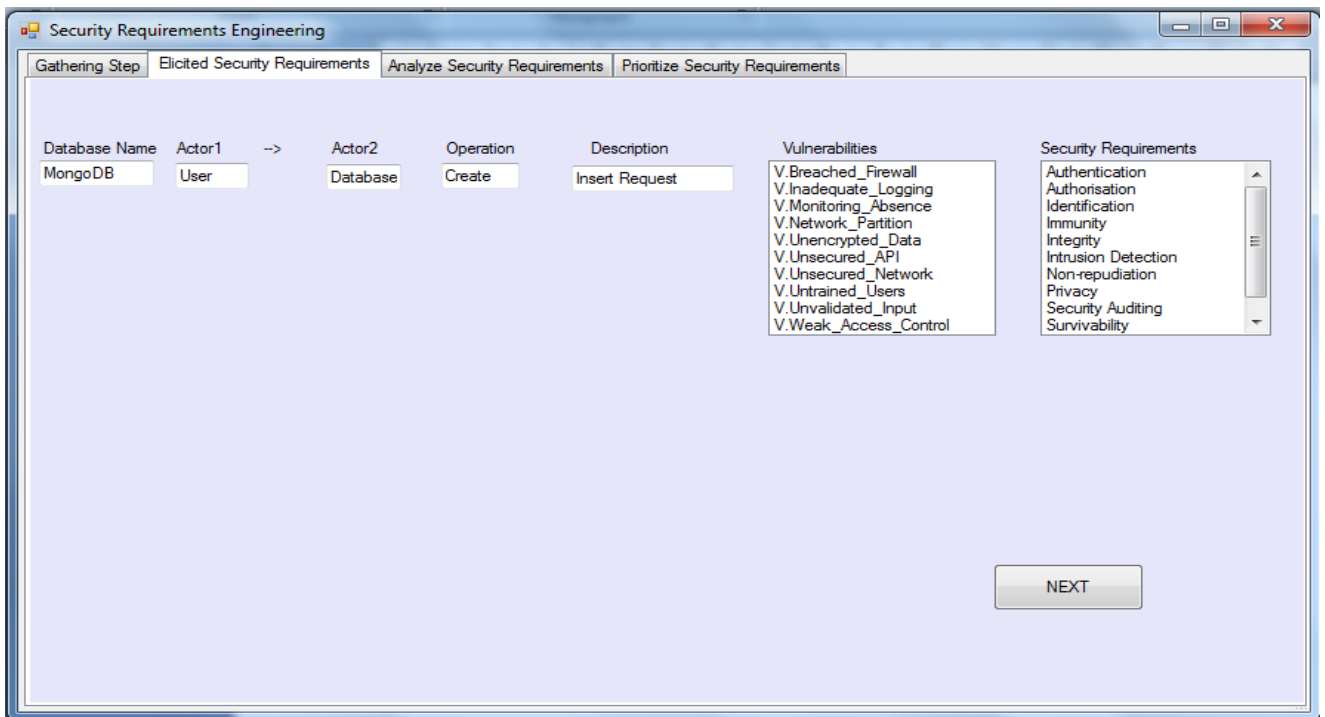 Security Requirements Engineering
Gathering Step Elicited Security Requirements Analyze Security Requirements Prioritize Security Requirements
Database Name Actor1 --> Actor2 Operation Description Vulnerabilities Security Requirements
MongoDB User Database Create Insert Request
V.Breached_Firewall
V.Inadequate_Logging
V.Monitoring_Absence
V.Network_Partition
V.Unencrypted_Data
V.Unsecured_API
V.Unsecured_Network
V.Untrained_Users
V.Unvalidated_Input
V.Weak_Access_Control
Authentication
Authorisation
Identification
Immunity
Integrity
Intrusion Detection
Non-repudiation
Privacy
Security Auditing
Survivability
NEXT